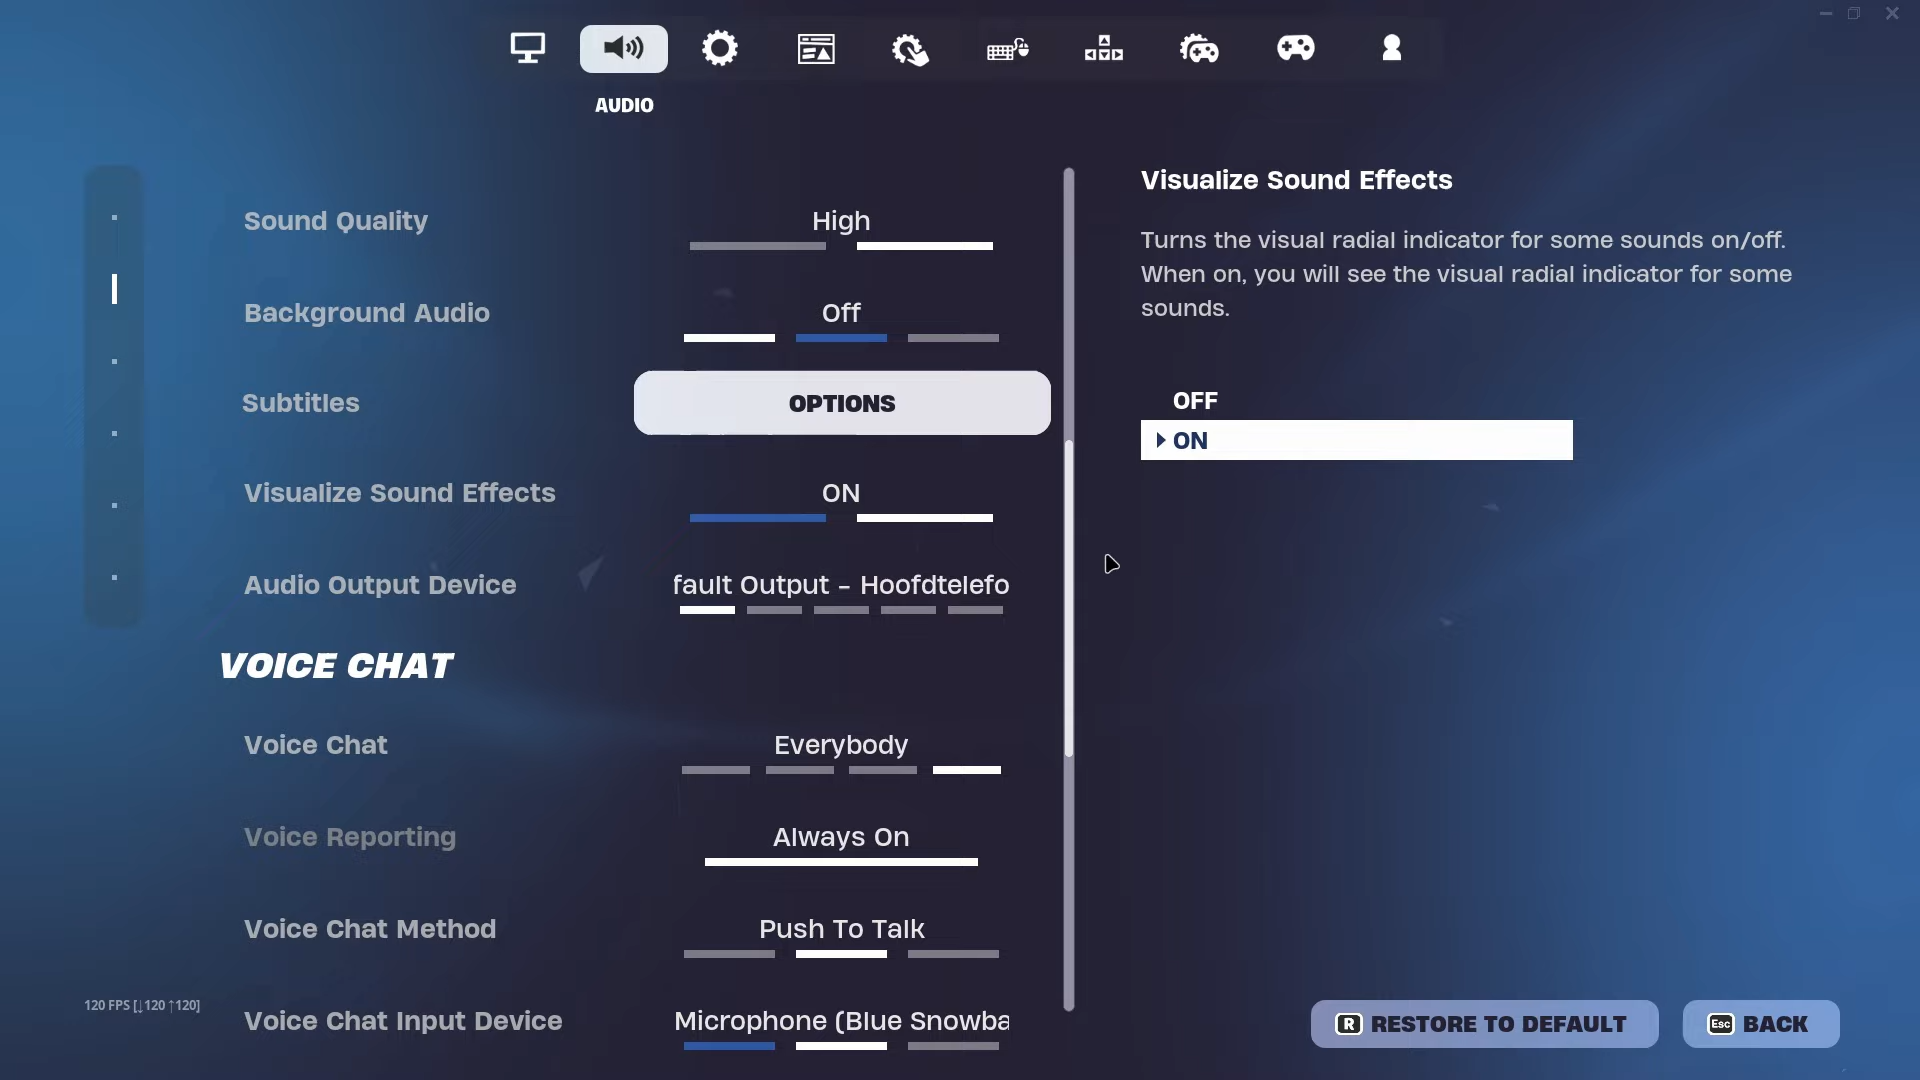 AUDIO
Sound Quality
High
Background Audio
Off
Subtitles
OPTIONS
Visualize Sound Effects
ON
Audio Output Device
fault Output - Hoofdtelefo
VOICE CHAT
Voice Chat
Everybody
Voice Reporting
Always On
Voice Chat Method
Push To Talk
Voice Chat Input Device
Microphone (Blue Snowba
Visualize Sound Effects
Turns the visual radial indicator for some sounds on/off.
When on, you will see the visual radial indicator for some
sounds.
OFF
ON
120 FPS [↓120 ↑120]
R RESTORE TO DEFAULT
Esc BACK